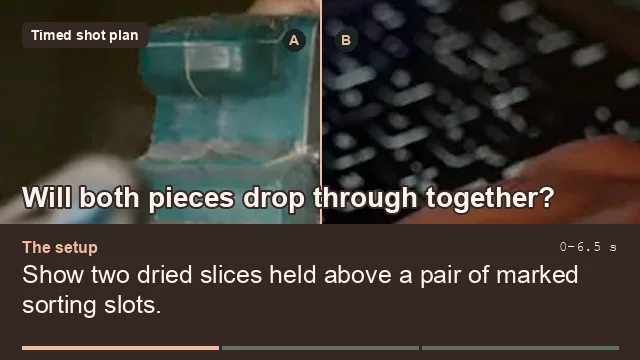 Timed shot plan
A
B
Will both pieces drop through together?
The setup
0–6.5 s
Show two dried slices held above a pair of marked
sorting slots.